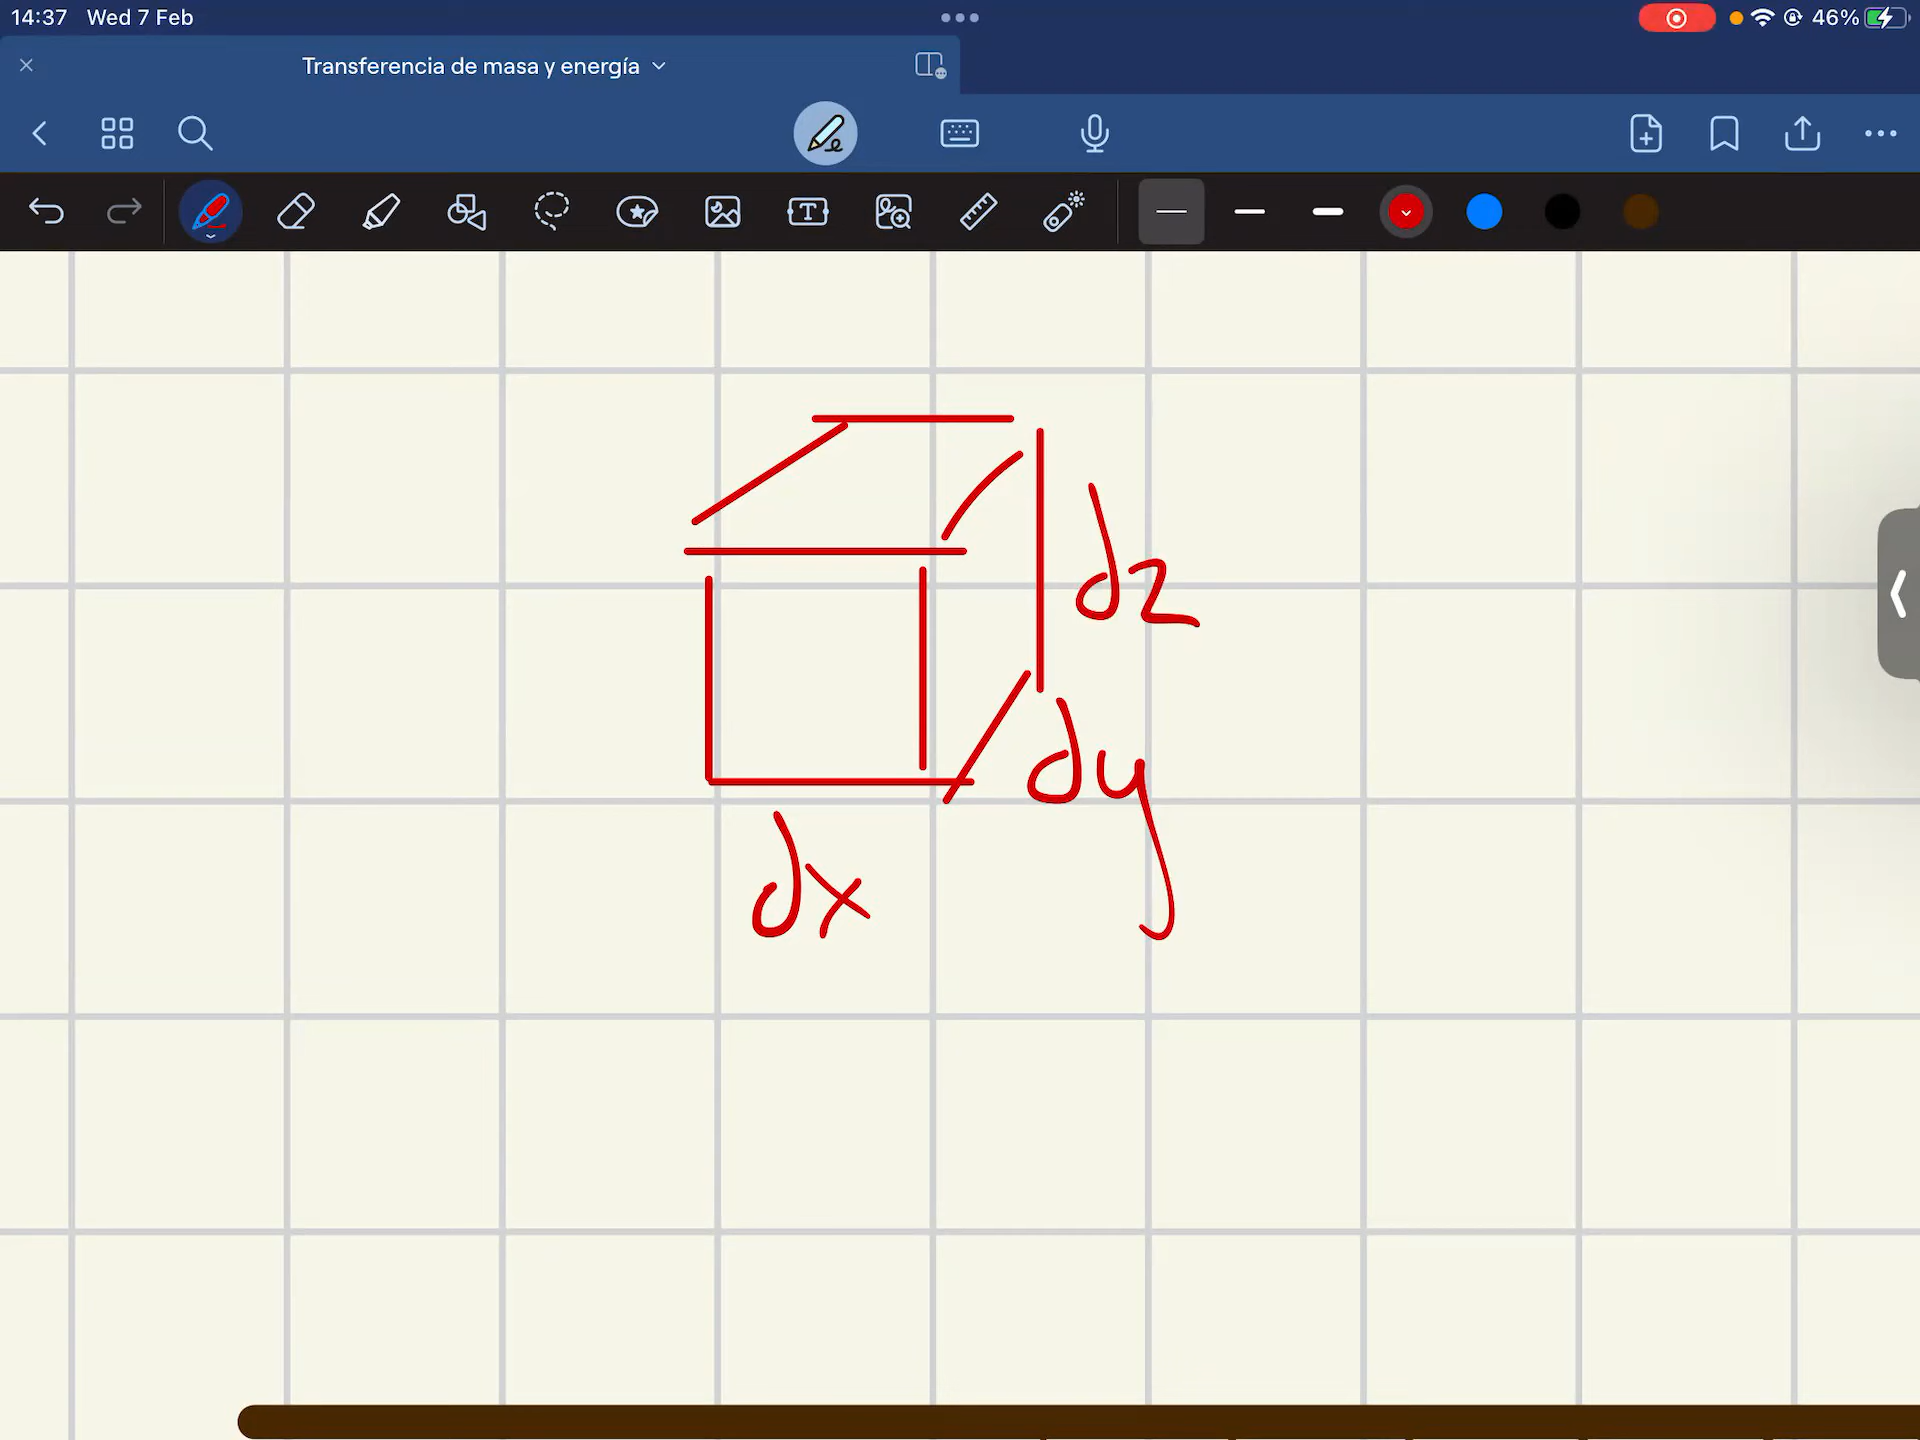 14:37 Wed 7 Feb
46%
Transferencia de masa y energía
T
dz
dy
dx